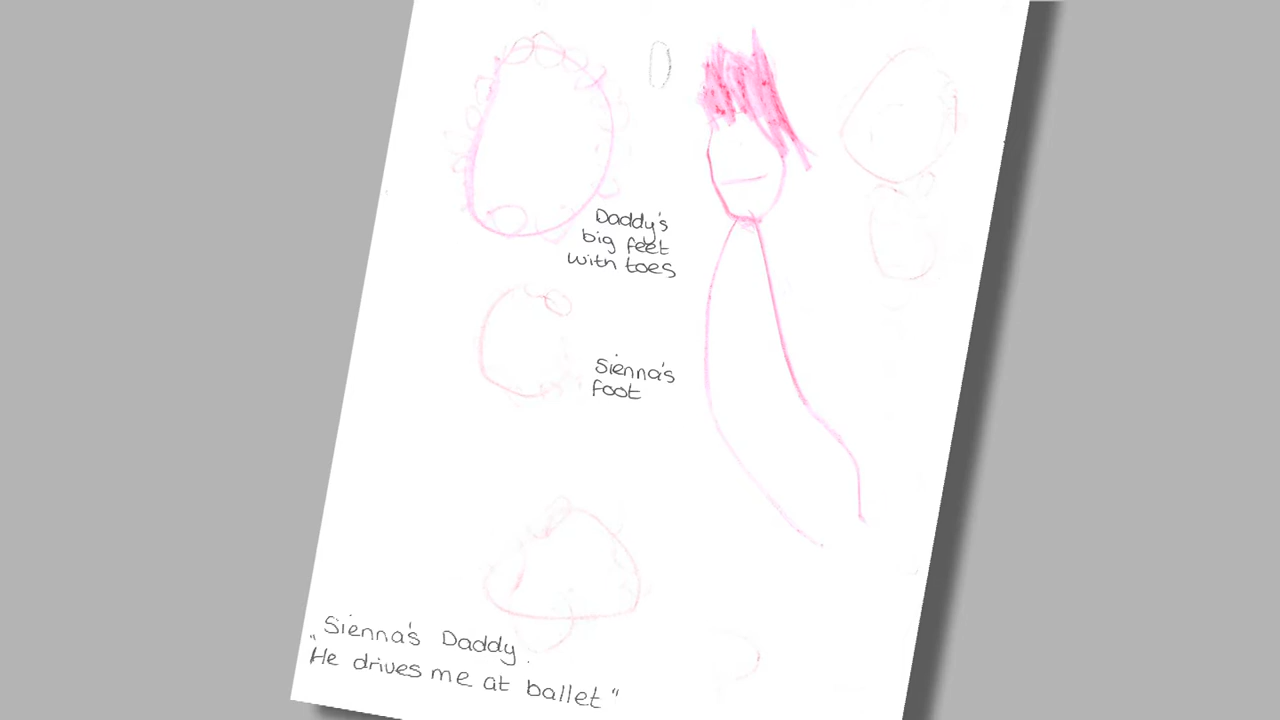 Daddy's
big feet
with toes
Sienna's
foot
„Sienna's Daddy.
He drives me at ballet"